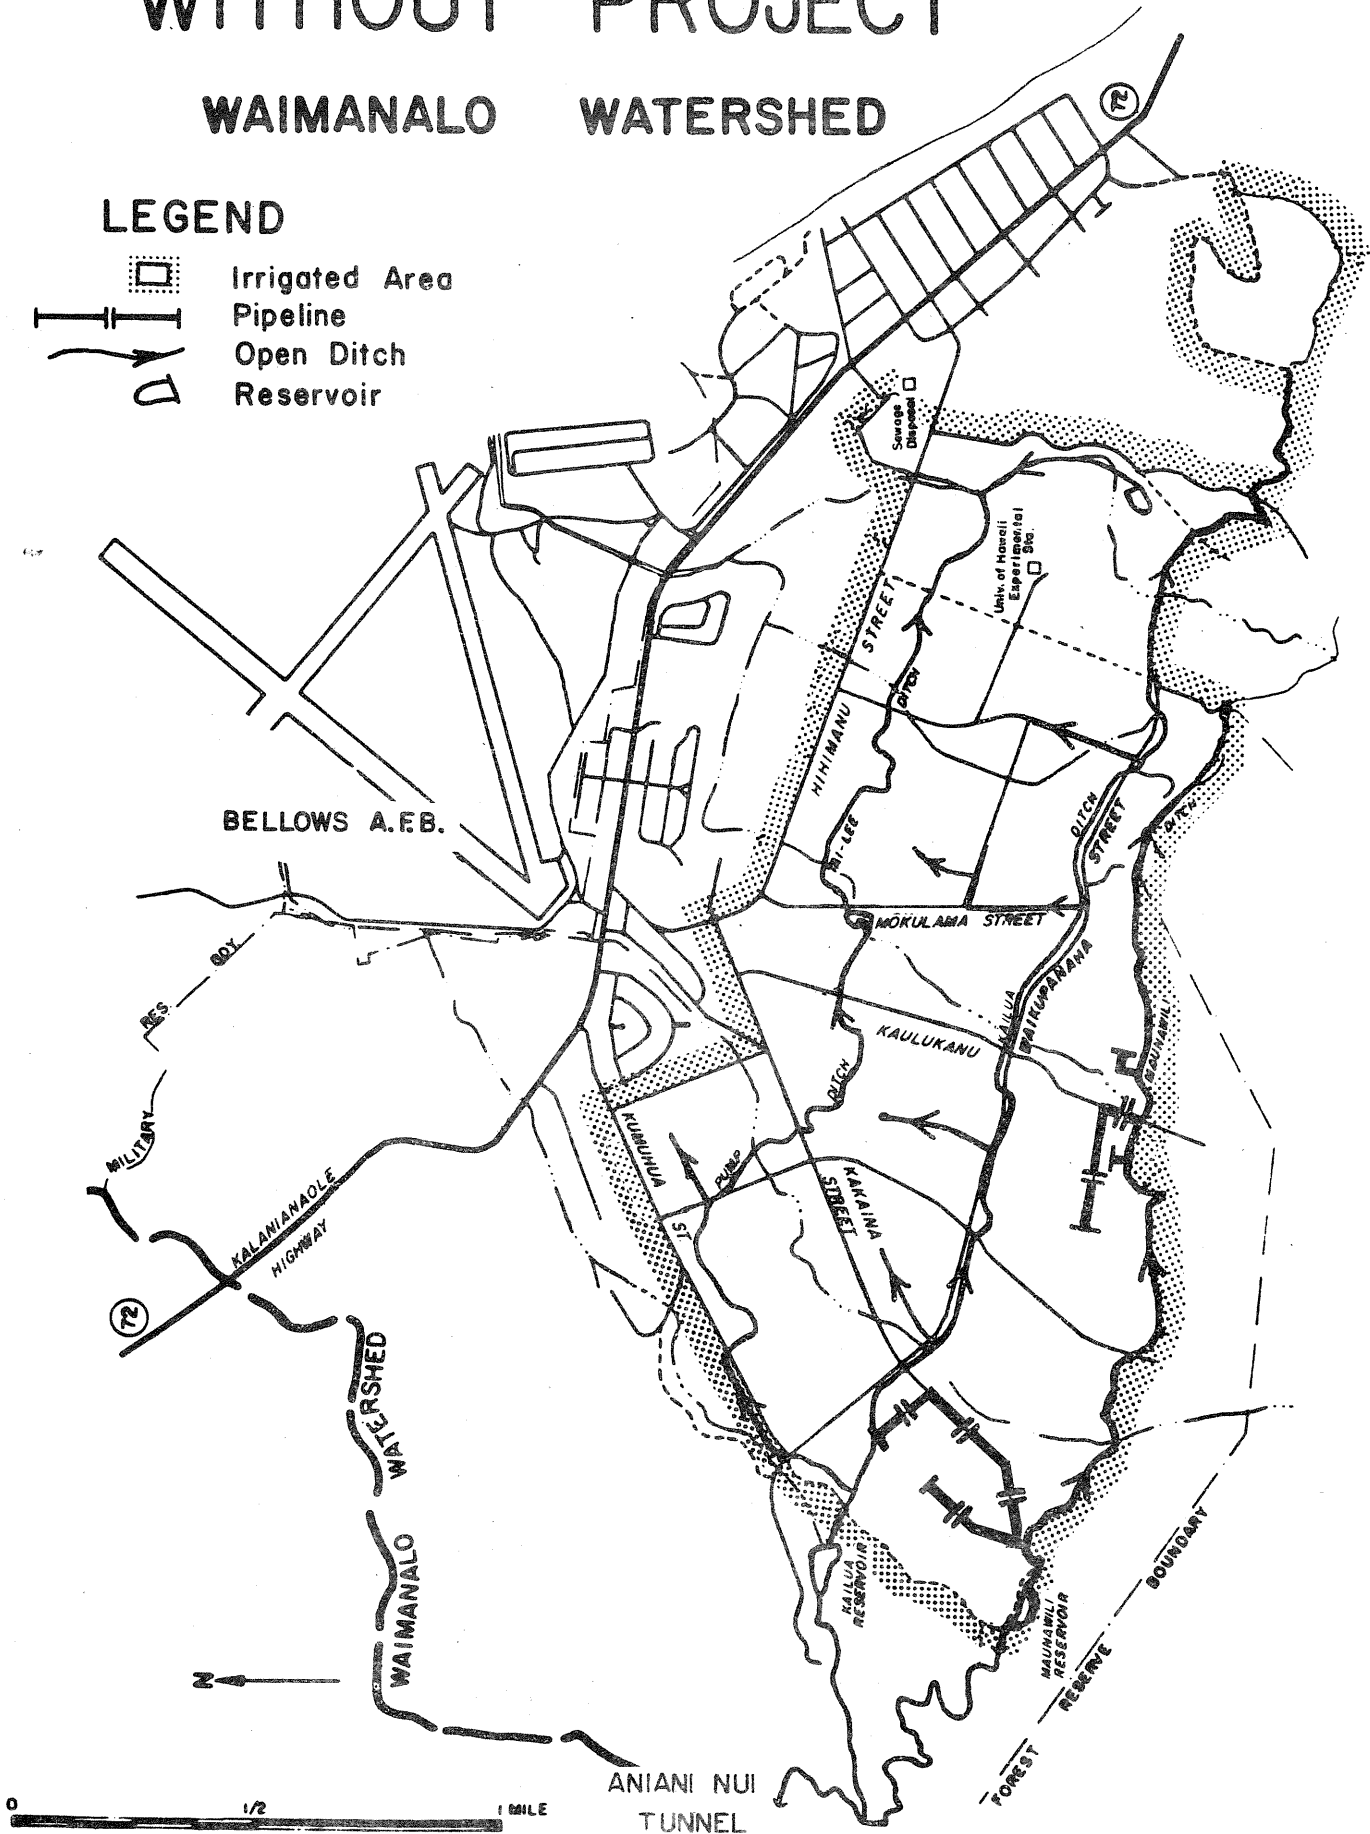 WITHOUT PROJECT
WAIMANALO WATERSHED
LEGEND
Irrigated Area
Pipeline
Open Ditch
Reservoir
72
Sewage
Disposal
Univ. of Hawaii
Experimental
Sta.
STREET
DITCH
HIHIMANU
AI-LEE
DITCH
STREET
DITCH
BELLOWS A.F.B.
MOKULAMA STREET
BDY
RES
MILITARY
KAILUA
WAIKUPANAHA
KAULUKANU
MAUNAWILI
DITCH
KUMUHUA
ST
PUMP
KAKAINA
STREET
KALANIANAOLE
HIGHWAY
72
WATERSHED
WAIMANALO
KAILUA
RESERVOIR
MAUNAWILI
RESERVOIR
BOUNDARY
RESERVE
FOREST
N
ANIANI NUI
TUNNEL
0 1/2 1 MILE